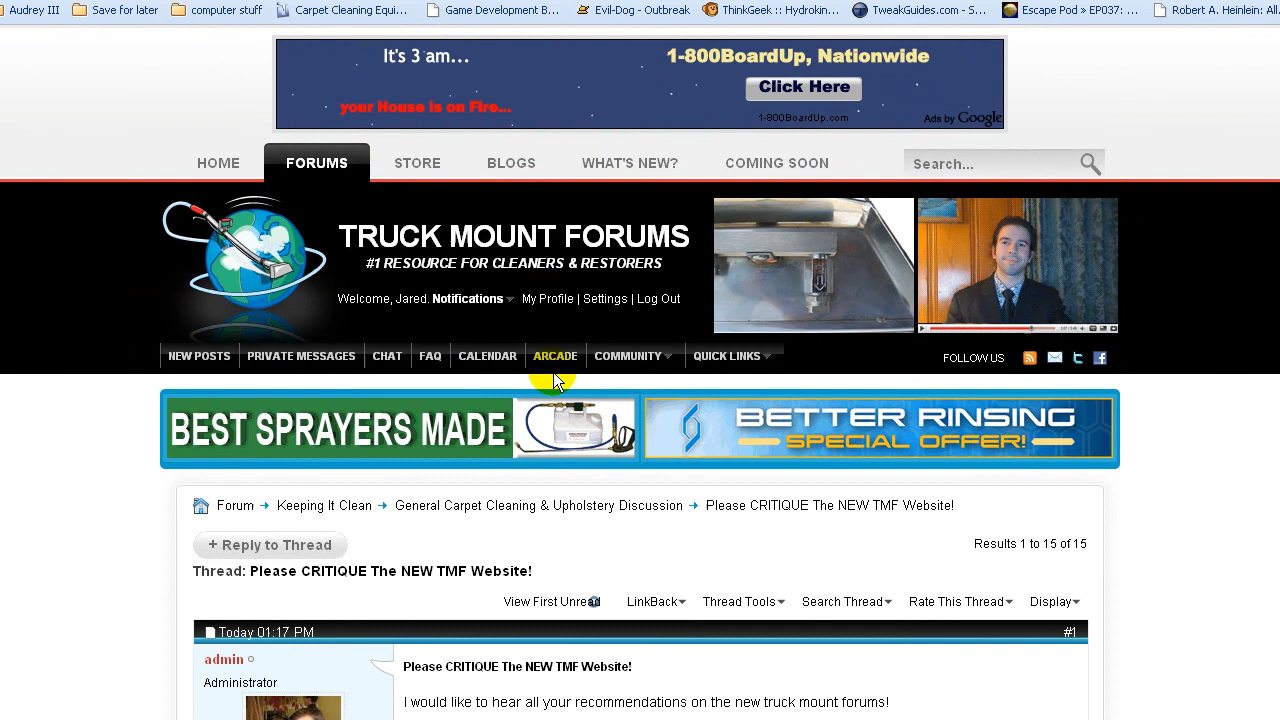 Audrey III Save for later computer stuff Carpet Cleaning Equi... Game Development B... Evil-Dog - Outbreak ThinkGeek :: Hydrokin... TweakGuides.com - S... Escape Pod » EP037: ... Robert A. Heinlein: All.
It's 3 am...
your House is on Fire...
1-800BoardUp, Nationwide
Click Here
1-800BoardUp.com
Ads by Google
HOME FORUMS STORE BLOGS WHAT'S NEW? COMING SOON Search...
TRUCK MOUNT FORUMS
#1 RESOURCE FOR CLEANERS & RESTORERS
Welcome, Jared. Notifications My Profile | Settings | Log Out
NEW POSTS PRIVATE MESSAGES CHAT FAQ CALENDAR ARCADE COMMUNITY QUICK LINKS FOLLOW US
BEST SPRAYERS MADE
BETTER RINSING
SPECIAL OFFER!
Forum Keeping It Clean General Carpet Cleaning & Upholstery Discussion Please CRITIQUE The NEW TMF Website!
+ Reply to Thread
Results 1 to 15 of 15
Thread: Please CRITIQUE The NEW TMF Website!
View First Unread LinkBack Thread Tools Search Thread Rate This Thread Display
Today 01:17 PM #1
admin
Administrator
Please CRITIQUE The NEW TMF Website!
I would like to hear all your recommendations on the new truck mount forums!